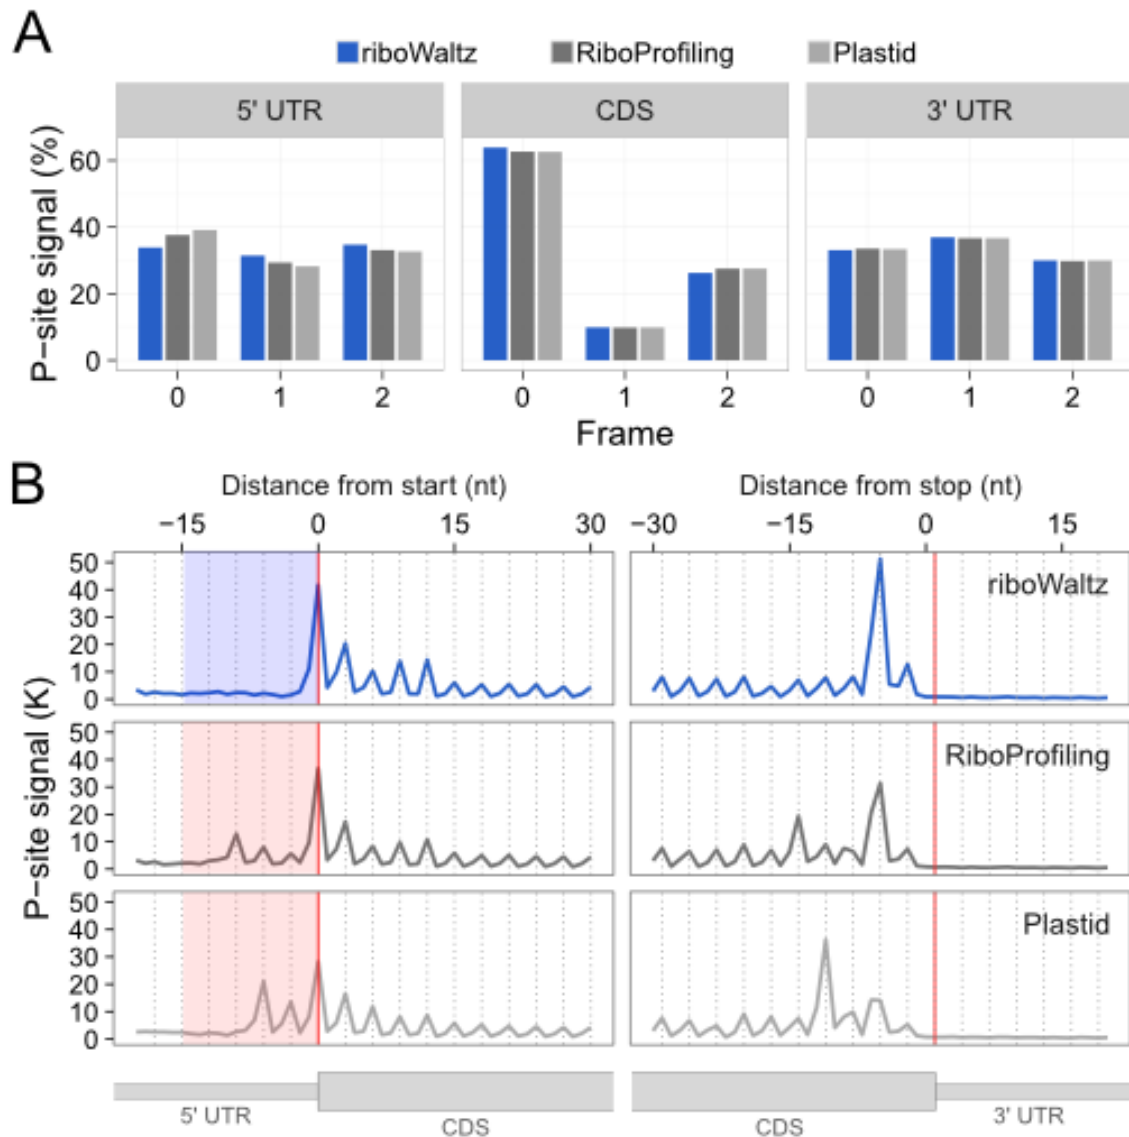 A
riboWaltz RiboProfiling Plastid
5' UTR CDS 3' UTR
P-site signal (%)
60
40
20
0
0 1 2 0 1 2 0 1 2
Frame
B
Distance from start (nt) Distance from stop (nt)
−15 0 15 30 −30 −15 0 15
P-site signal (K)
50
40
30
20
10
0
riboWaltz
50
40
30
20
10
0
RiboProfiling
50
40
30
20
10
0
Plastid
5' UTR CDS CDS 3' UTR